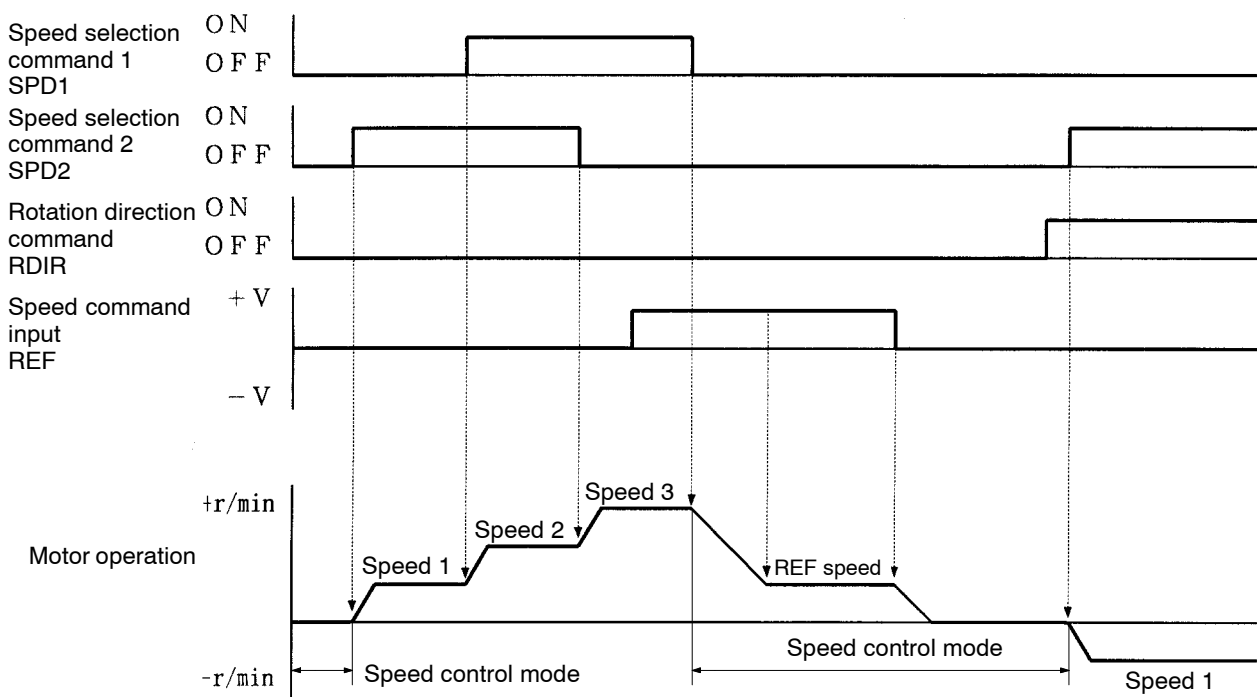 Speed selection
command 1
SPD1
ON
OFF
Speed selection
command 2
SPD2
ON
OFF
Rotation direction
command
RDIR
ON
OFF
Speed command
input
REF
+V
−V
Motor operation
+r/min
-r/min
Speed 1
Speed 2
Speed 3
REF speed
Speed control mode
Speed control mode
Speed 1